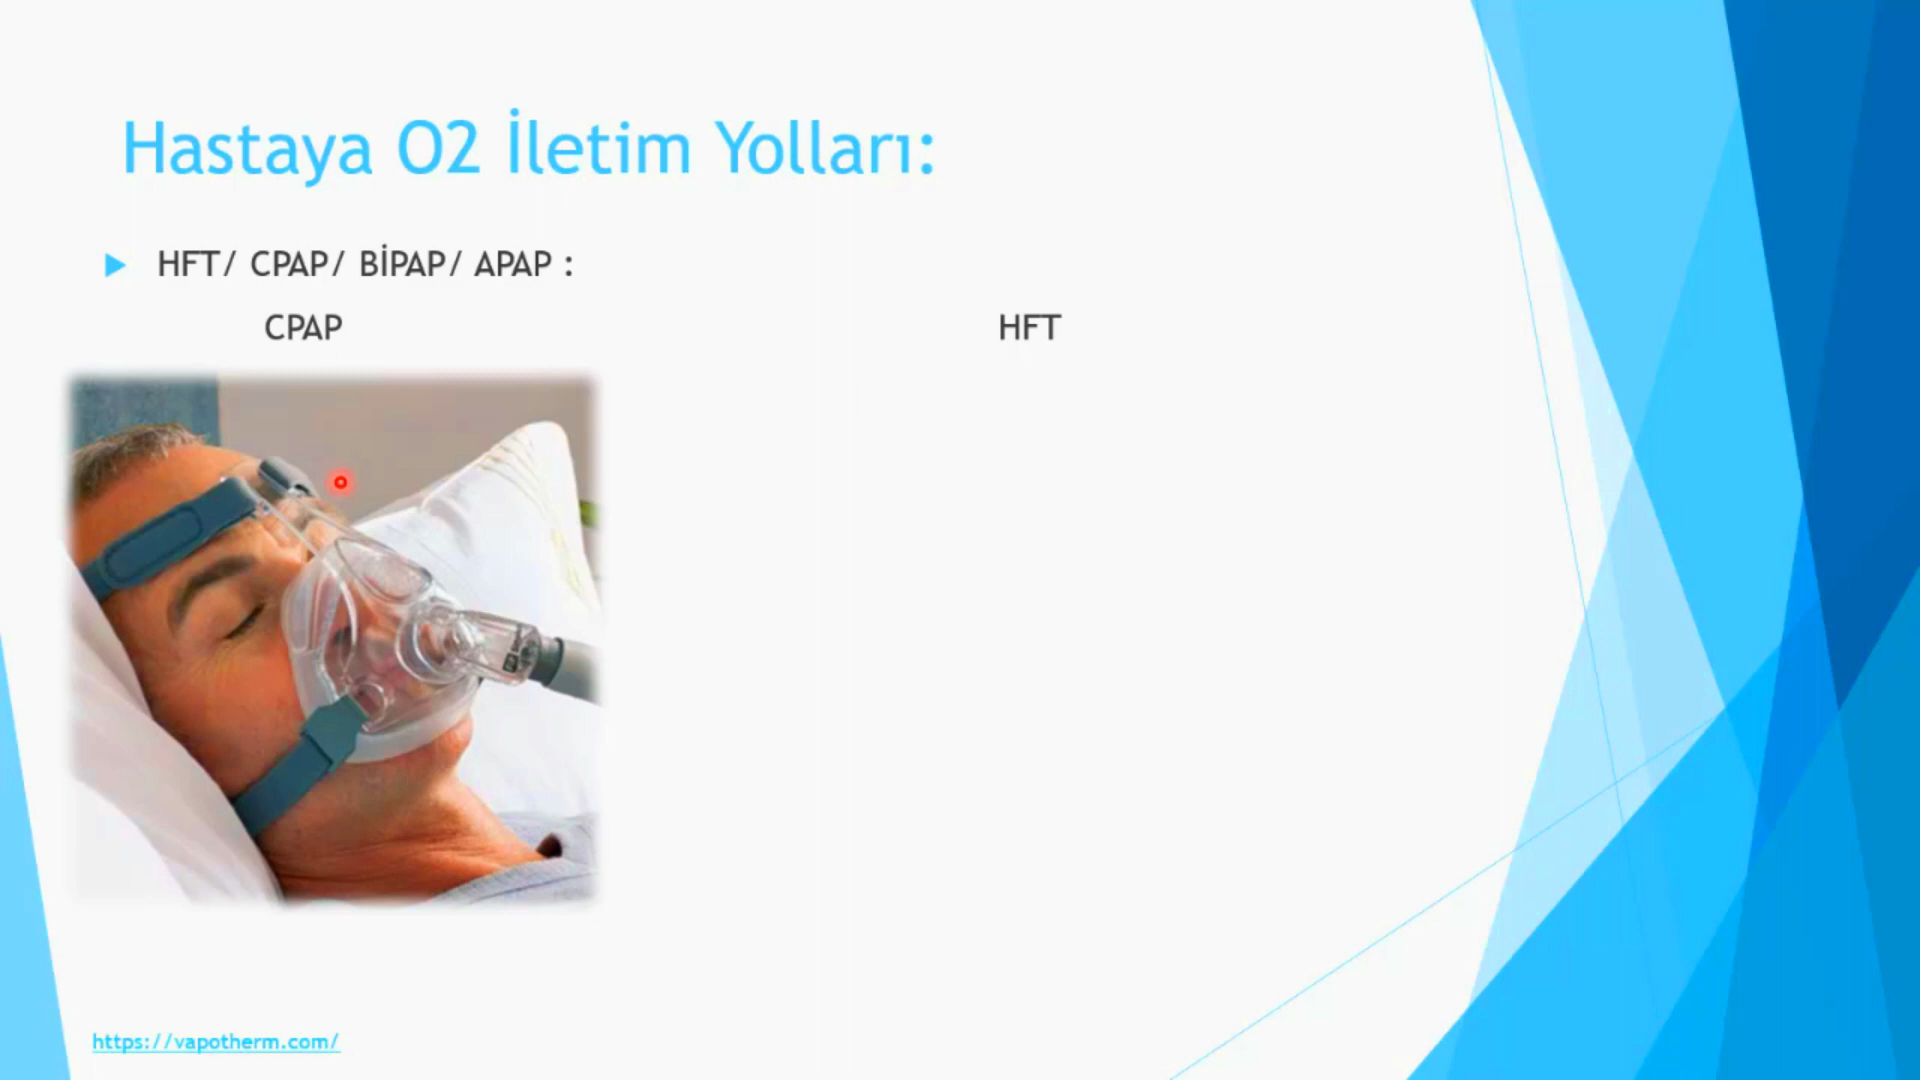 Hastaya O2 İletim Yolları:
HFT/ CPAP/ BİPAP/ APAP :
CPAP HFT
https://vapotherm.com/